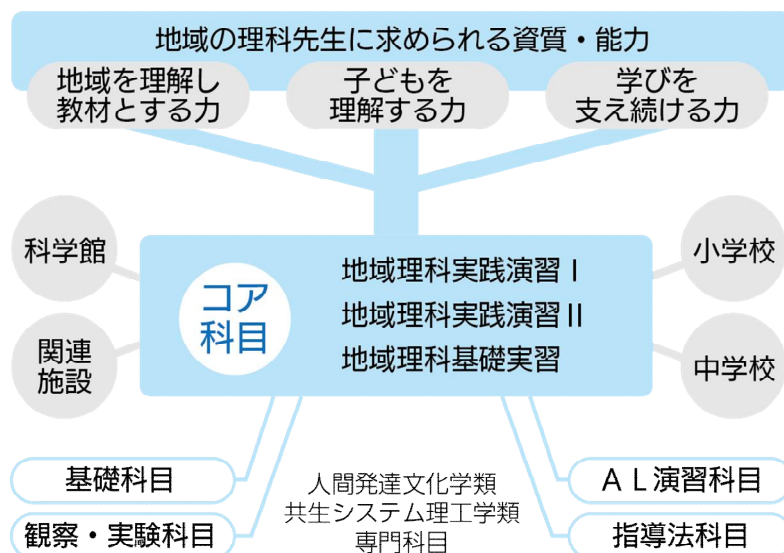 地域の理科先生に求められる資質・能力
地域を理解し
教材とする力
子どもを
理解する力
学びを
支え続ける力
科学館
関連
施設
コア
科目
地域理科実践演習Ⅰ
地域理科実践演習Ⅱ
地域理科基礎実習
小学校
中学校
基礎科目
観察・実験科目
人間発達文化学類
共生システム理工学類
専門科目
ＡＬ演習科目
指導法科目